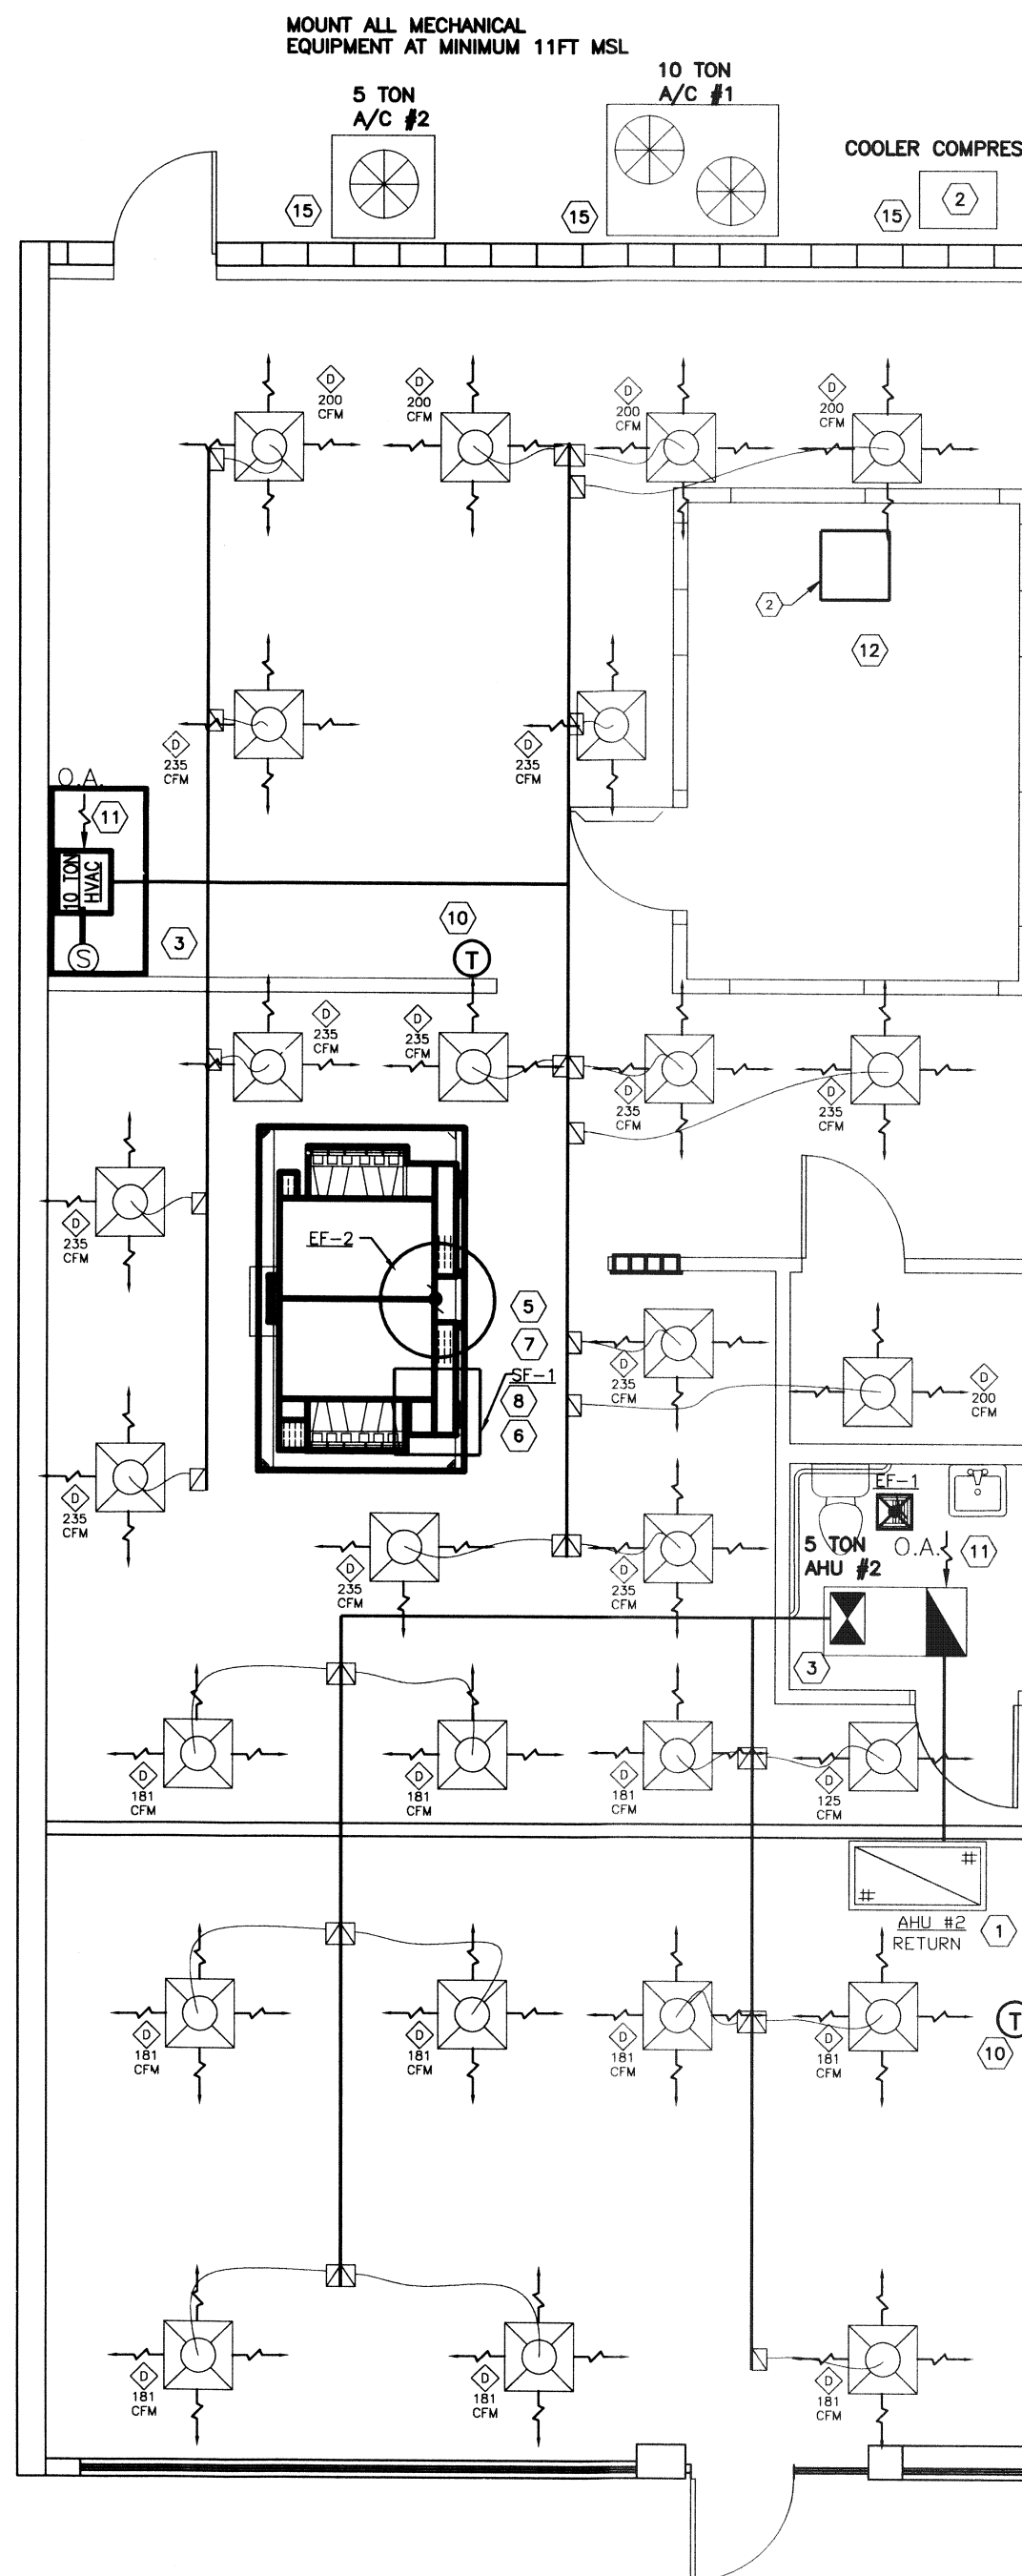 MOUNT ALL MECHANICAL
EQUIPMENT AT MINIMUM 11FT MSL
5 TON
A/C #2
10 TON
A/C #1
COOLER COMPRES
15
15
15
2
D
200
CFM
D
200
CFM
D
200
CFM
D
200
CFM
2
12
D
235
CFM
D
235
CFM
O.A.
11
10 TON
HVAC
S
3
10
T
D
235
CFM
D
235
CFM
D
235
CFM
D
235
CFM
D
235
CFM
EF-2
5
7
SF-1
8
6
D
235
CFM
D
200
CFM
D
235
CFM
EF-1
5 TON
AHU #2
O.A.
11
D
235
CFM
D
235
CFM
3
D
181
CFM
D
181
CFM
D
181
CFM
D
125
CFM
AHU #2
RETURN
1
D
181
CFM
D
181
CFM
D
181
CFM
D
181
CFM
T
10
D
181
CFM
D
181
CFM
D
181
CFM